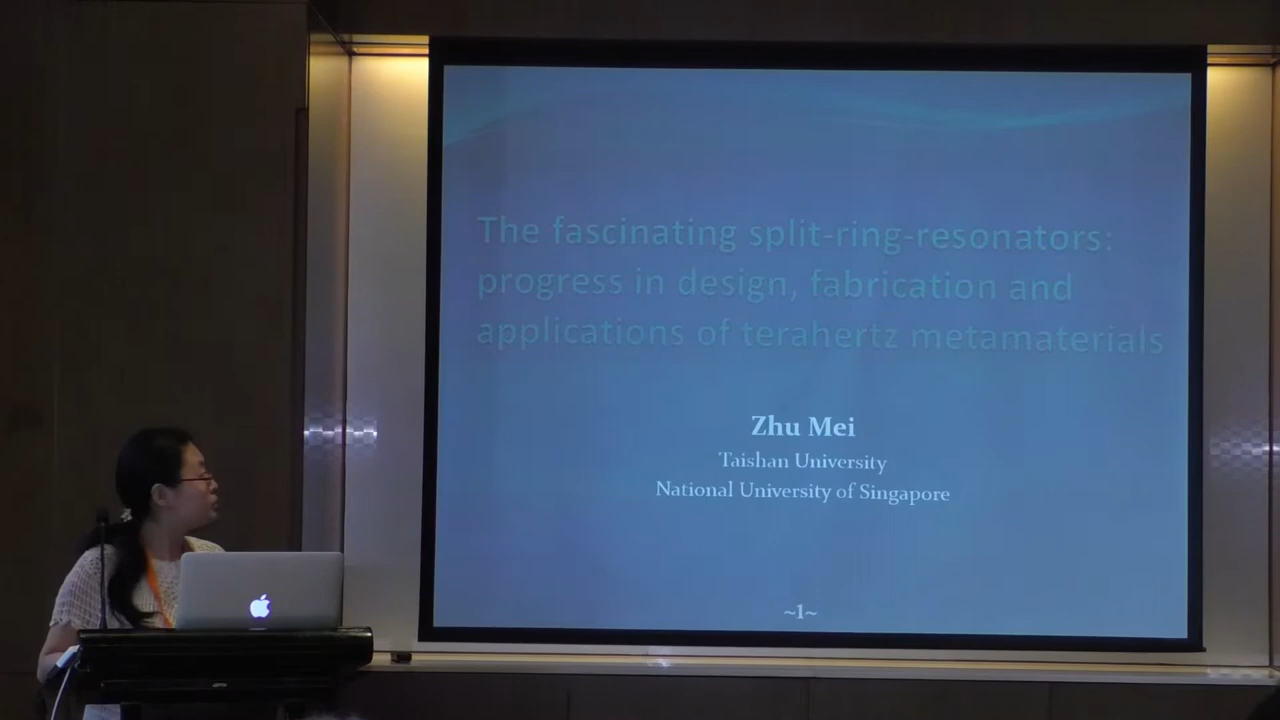 The fascinating split-ring-resonators:
progress in design, fabrication and
applications of terahertz metamaterials
Zhu Mei
Taishan University
National University of Singapore
~1~